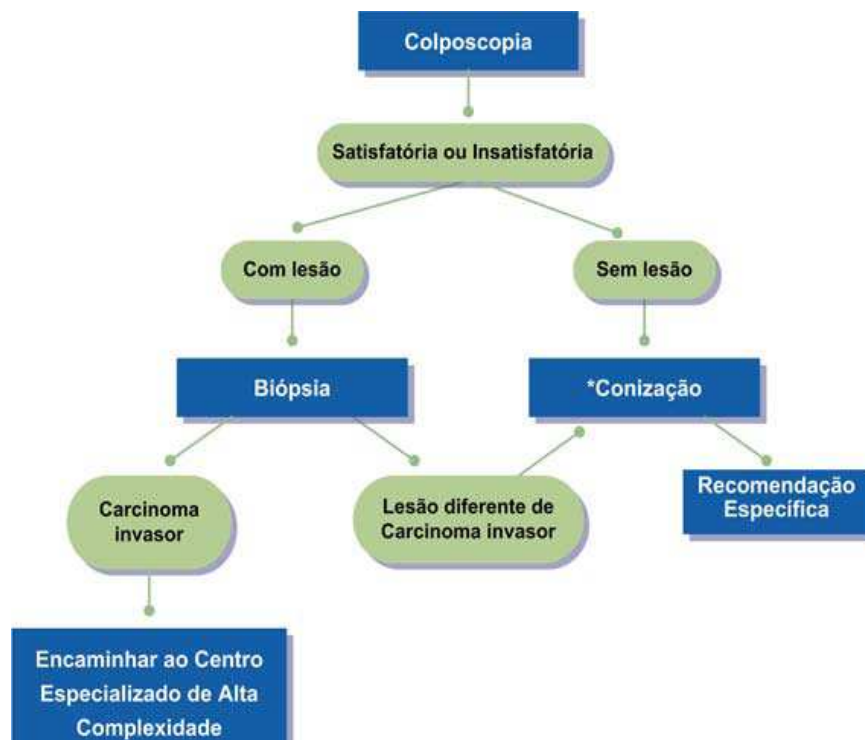 Colposcopia
Satisfatória ou Insatisfatória
Com lesão
Sem lesão
Biópsia
*Conização
Carcinoma
invasor
Lesão diferente de
Carcinoma invasor
Recomendação
Específica
Encaminhar ao Centro
Especializado de Alta
Complexidade